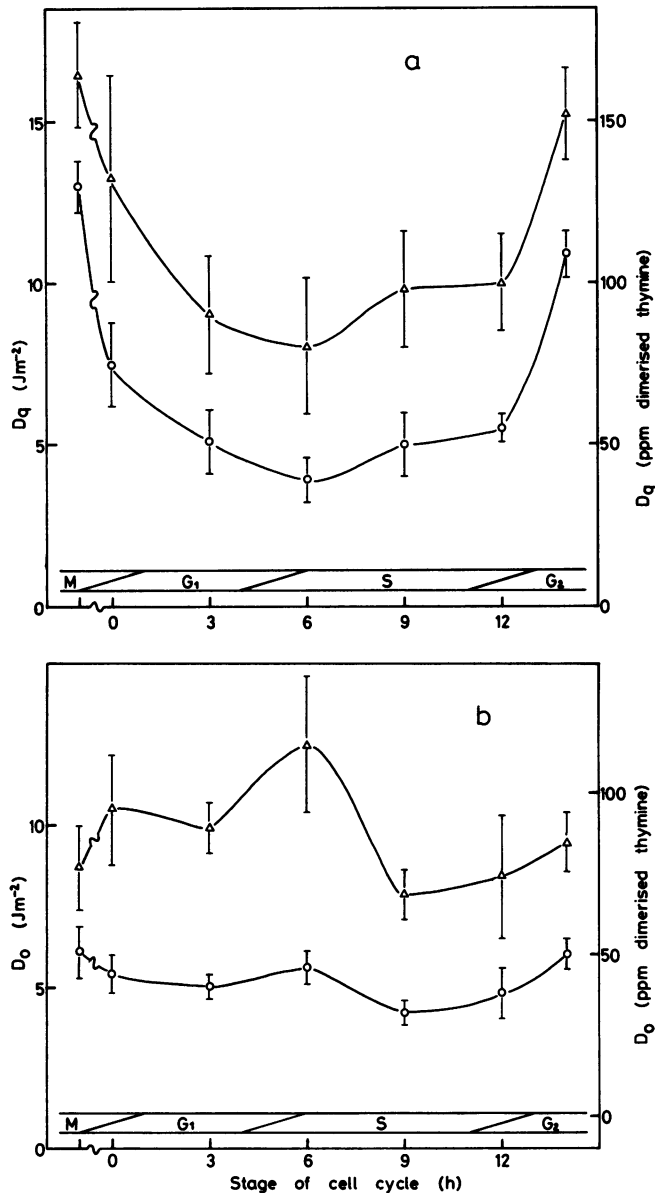 a
15
10
5
0
Dq (Jm⁻²)
150
100
50
0
Dq (ppm dimerised thymine)
M G₁ S G₂
0 3 6 9 12
b
10
5
0
D₀ (Jm⁻²)
100
50
0
D₀ (ppm dimerised thymine)
M G₁ S G₂
0 3 6 9 12
Stage of cell cycle (h)